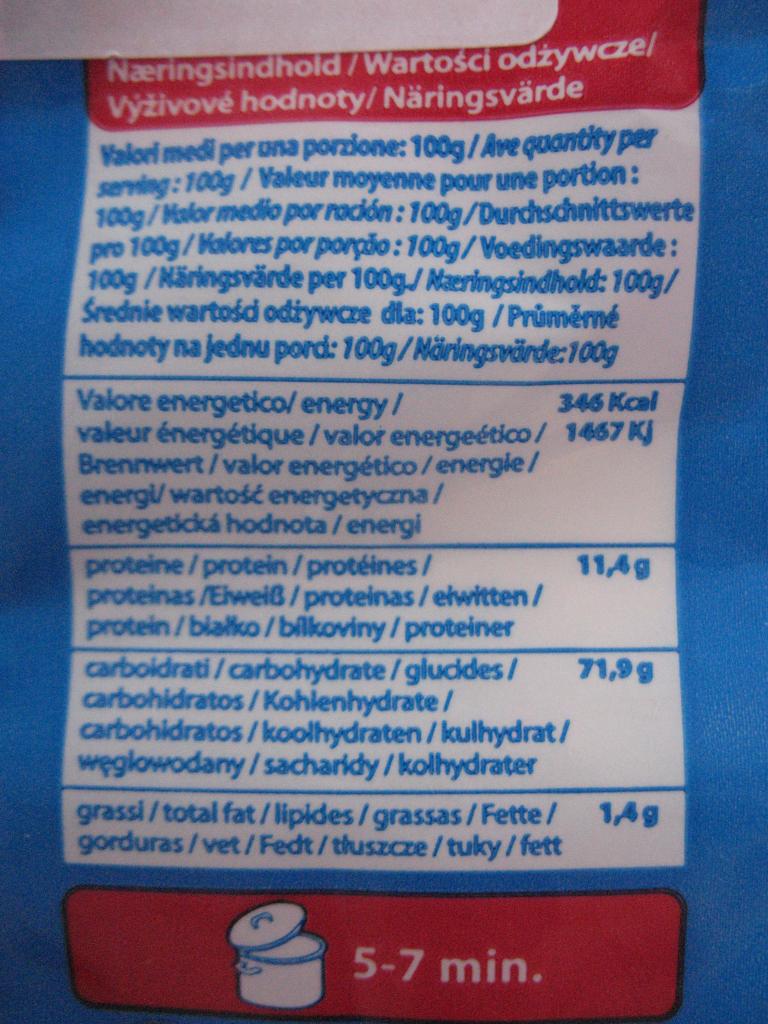 Næringsindhold / Wartości odżywcze/
Výživové hodnoty/ Näringsvärde
Valori medi per una porzione: 100g / Ave quantity per
serving : 100g / Valeur moyenne pour une portion :
100g / Valor medio por ración : 100g / Durchschnittswerte
pro 100g / Valores por porção : 100g / Voedingswaarde :
100g / Näringsvärde per 100g./ Næringsindhold: 100g /
Średnie wartości odżywcze dla: 100g / Průměrné
hodnoty na jednu porci: 100g / Näringsvärde: 100g
Valore energetico/ energy / 346 Kcal
valeur énergétique / valor energeético / 1467 Kj
Brennwert / valor energético / energie /
energi/ wartość energetyczna /
energetická hodnota / energi
proteine / protein / protéines / 11,4 g
proteinas /Eiweiß / proteinas / eiwitten /
protein / białko / bílkoviny / proteiner
carboidrati / carbohydrate / glucides / 71,9 g
carbohidratos / Kohlenhydrate /
carbohidratos / koolhydraten / kulhydrat /
węglowodany / sacharidy / kolhydrater
grassi / total fat / lipides / grassas / Fette / 1,4 g
gorduras / vet / Fedt / tłuszcze / tuky / fett
5-7 min.